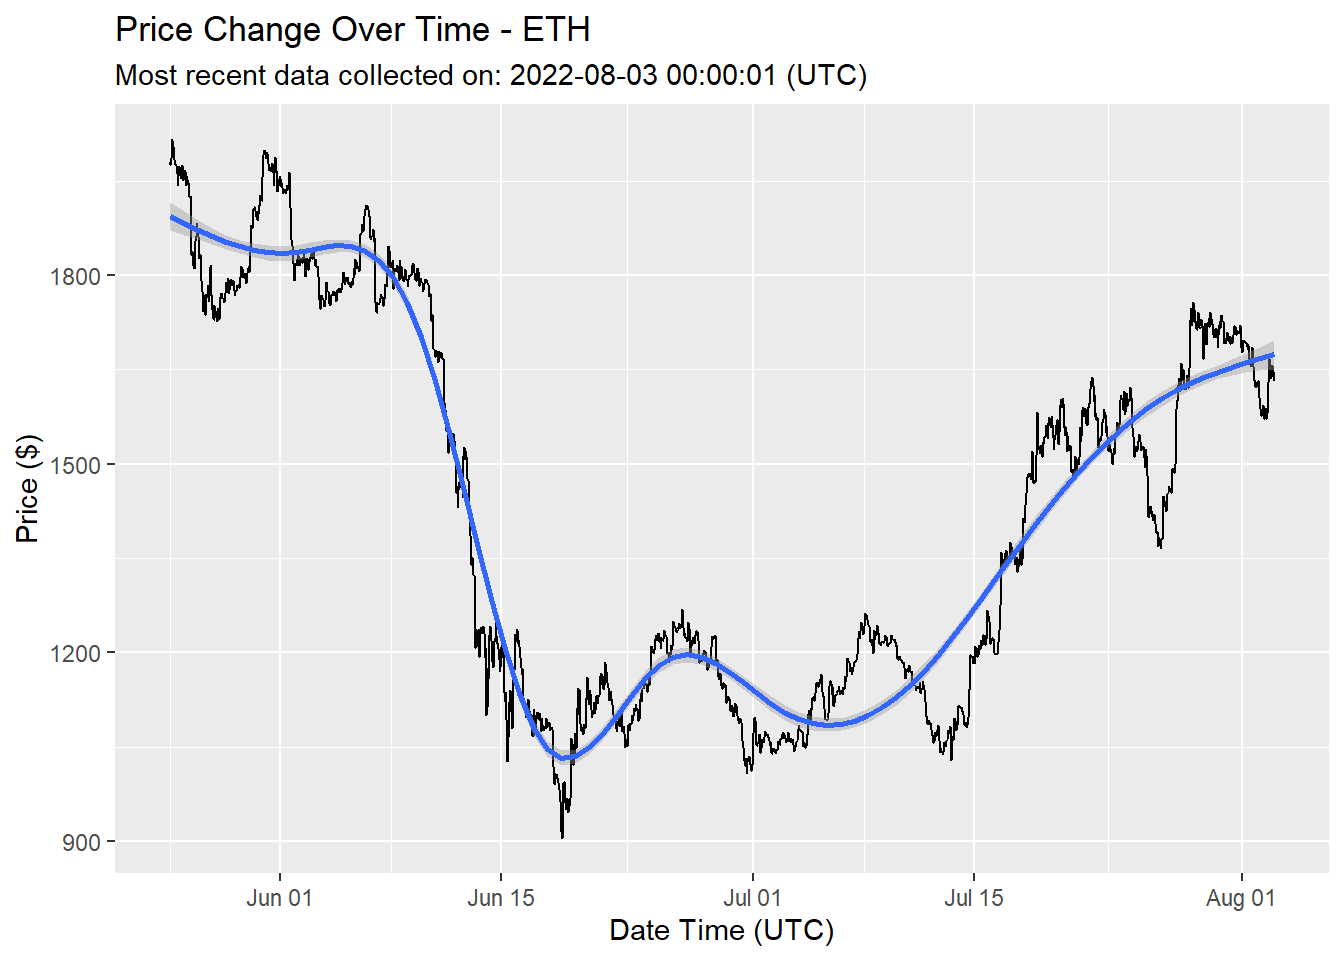 Price Change Over Time - ETH
Most recent data collected on: 2022-08-03 00:00:01 (UTC)
Price ($)
1800
1500
1200
900
Jun 01
Jun 15
Jul 01
Jul 15
Aug 01
Date Time (UTC)